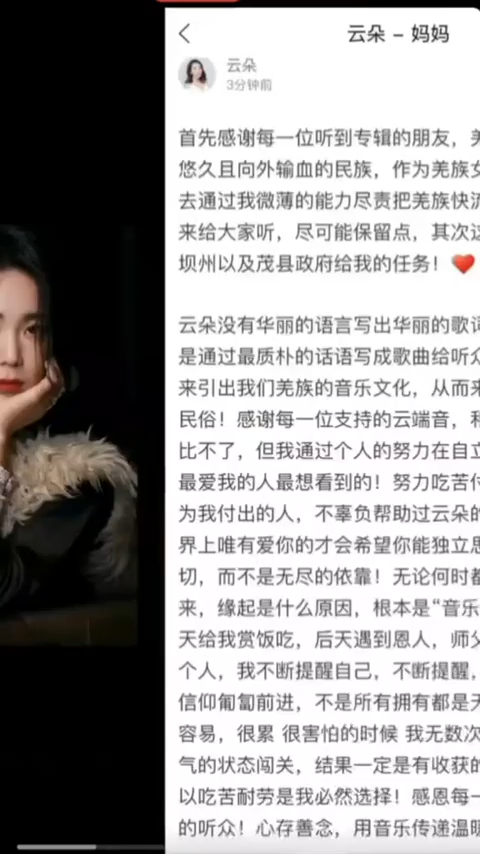 云朵 - 妈妈
云朵
3分钟前
首先感谢每一位听到专辑的朋友，羌
悠久且向外输血的民族，作为羌族女
去通过我微薄的能力尽责把羌族快流
来给大家听，尽可能保留点，其次这
坝州以及茂县政府给我的任务！❤️
云朵没有华丽的语言写出华丽的歌词
是通过最质朴的话语写成歌曲给听众
来引出我们羌族的音乐文化，从而来
民俗！感谢每一位支持的云端音，和
比不了，但我通过个人的努力在自立
最爱我的人最想看到的！努力吃苦付
为我付出的人，不辜负帮助过云朵的
界上唯有爱你的才会希望你能独立思
切，而不是无尽的依靠！无论何时都
来，缘起是什么原因，根本是“音乐
天给我赏饭吃，后天遇到恩人，师父
个人，我不断提醒自己，不断提醒，
信仰匍匐前进，不是所有拥有都是天
容易，很累 很害怕的时候 我无数次
气的状态闯关，结果一定是有收获的
以吃苦耐劳是我必然选择！感恩每一
的听众！心存善念，用音乐传递温暖